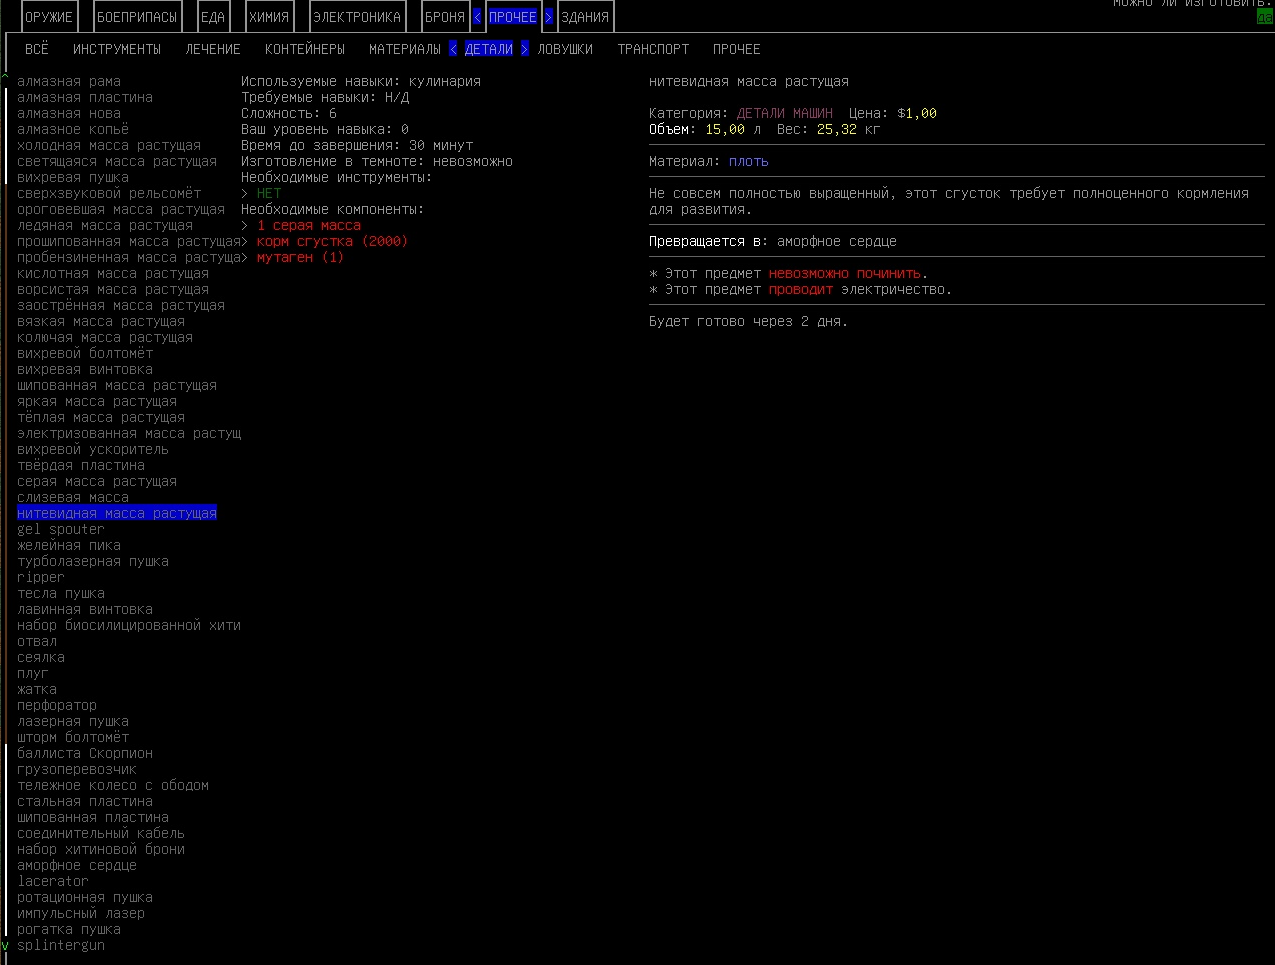 МОЖНО ЛИ ИЗГОТОВИТЬ:
да
ОРУЖИЕ БОЕПРИПАСЫ ЕДА ХИМИЯ ЭЛЕКТРОНИКА БРОНЯ < ПРОЧЕЕ > ЗДАНИЯ
ВСЁ ИНСТРУМЕНТЫ ЛЕЧЕНИЕ КОНТЕЙНЕРЫ МАТЕРИАЛЫ < ДЕТАЛИ > ЛОВУШКИ ТРАНСПОРТ ПРОЧЕЕ
^
алмазная рама
алмазная пластина
алмазная нова
алмазное копьё
холодная масса растущая
светящаяся масса растущая
вихревая пушка
сверхзвуковой рельсомёт
ороговевшая масса растущая
ледяная масса растущая
прошипованная масса растущая
пробензиненная масса растуща
кислотная масса растущая
ворсистая масса растущая
заострённая масса растущая
вязкая масса растущая
колючая масса растущая
вихревой болтомёт
вихревая винтовка
шипованная масса растущая
яркая масса растущая
тёплая масса растущая
электризованная масса растущ
вихревой ускоритель
твёрдая пластина
серая масса растущая
слизевая масса
нитевидная масса растущая
gel spouter
желейная пика
турболазерная пушка
ripper
тесла пушка
лавинная винтовка
набор биосилицированной хити
отвал
сеялка
плуг
жатка
перфоратор
лазерная пушка
шторм болтомёт
баллиста Скорпион
грузоперевозчик
тележное колесо с ободом
стальная пластина
шипованная пластина
соединительный кабель
набор хитиновой брони
аморфное сердце
lacerator
ротационная пушка
импульсный лазер
рогатка пушка
v splintergun
Используемые навыки: кулинария
Требуемые навыки: Н/Д
Сложность: 6
Ваш уровень навыка: 0
Время до завершения: 30 минут
Изготовление в темноте: невозможно
Необходимые инструменты:
> НЕТ
Необходимые компоненты:
> 1 серая масса
> корм сгустка (2000)
> мутаген (1)
нитевидная масса растущая
Категория: ДЕТАЛИ МАШИН Цена: $1,00
Объем: 15,00 л Вес: 25,32 кг
Материал: плоть
Не совсем полностью выращенный, этот сгусток требует полноценного кормления
для развития.
Превращается в: аморфное сердце
* Этот предмет невозможно починить.
* Этот предмет проводит электричество.
Будет готово через 2 дня.